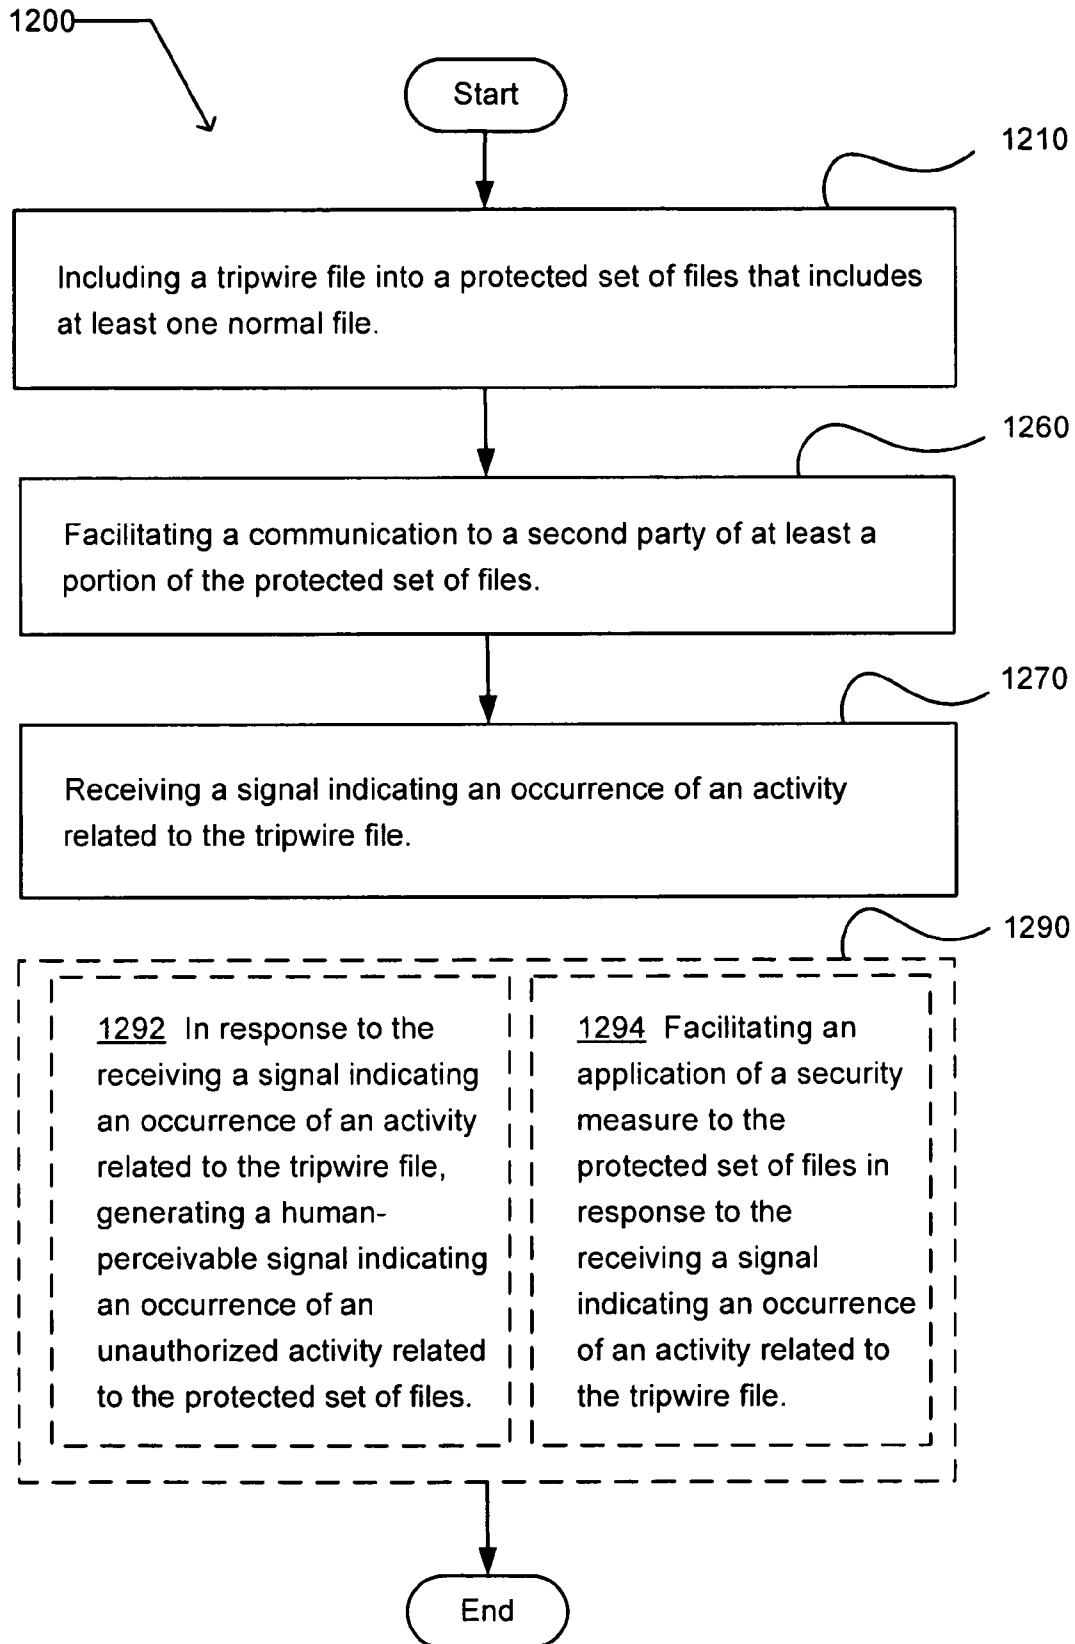 1200
Start
1210
Including a tripwire file into a protected set of files that includes
at least one normal file.
1260
Facilitating a communication to a second party of at least a
portion of the protected set of files.
1270
Receiving a signal indicating an occurrence of an activity
related to the tripwire file.
1290
1292 In response to the
receiving a signal indicating
an occurrence of an activity
related to the tripwire file,
generating a human-
perceivable signal indicating
an occurrence of an
unauthorized activity related
to the protected set of files.
1294 Facilitating an
application of a security
measure to the
protected set of files in
response to the
receiving a signal
indicating an occurrence
of an activity related to
the tripwire file.
End